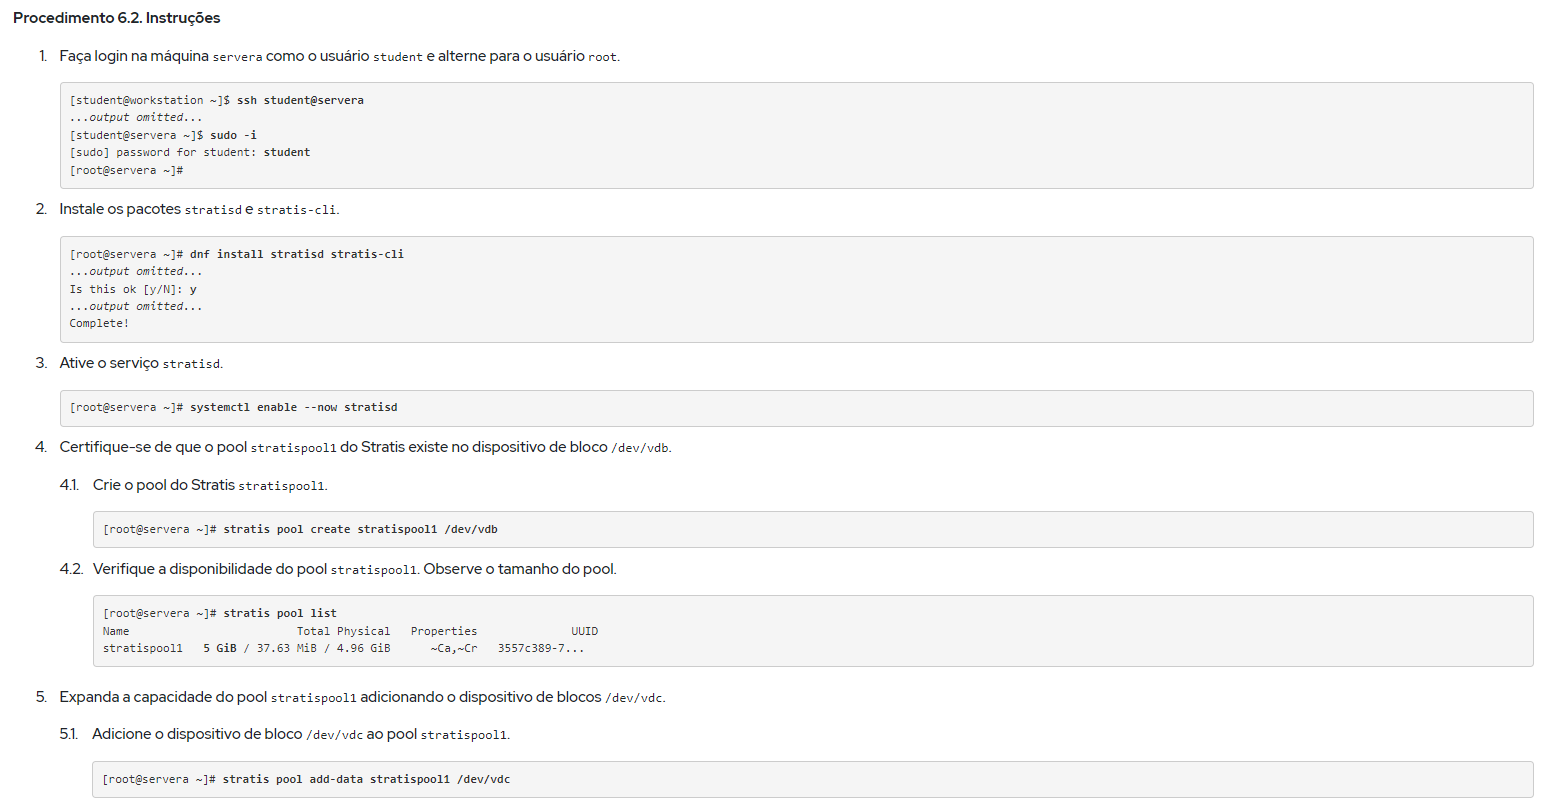 Procedimento 6.2. Instruções
1. Faça login na máquina servera como o usuário student e alterne para o usuário root.
[student@workstation ~]$ ssh student@servera
...output omitted...
[student@servera ~]$ sudo -i
[sudo] password for student: student
[root@servera ~]#
2. Instale os pacotes stratisd e stratis-cli.
[root@servera ~]# dnf install stratisd stratis-cli
...output omitted...
Is this ok [y/N]: y
...output omitted...
Complete!
3. Ative o serviço stratisd.
[root@servera ~]# systemctl enable --now stratisd
4. Certifique-se de que o pool stratispool1 do Stratis existe no dispositivo de bloco /dev/vdb.
4.1. Crie o pool do Stratis stratispool1.
[root@servera ~]# stratis pool create stratispool1 /dev/vdb
4.2. Verifique a disponibilidade do pool stratispool1. Observe o tamanho do pool.
[root@servera ~]# stratis pool list
Name Total Physical Properties UUID
stratispool1 5 GiB / 37.63 MiB / 4.96 GiB ~Ca,~Cr 3557c389-7...
5. Expanda a capacidade do pool stratispool1 adicionando o dispositivo de blocos /dev/vdc.
5.1. Adicione o dispositivo de bloco /dev/vdc ao pool stratispool1.
[root@servera ~]# stratis pool add-data stratispool1 /dev/vdc